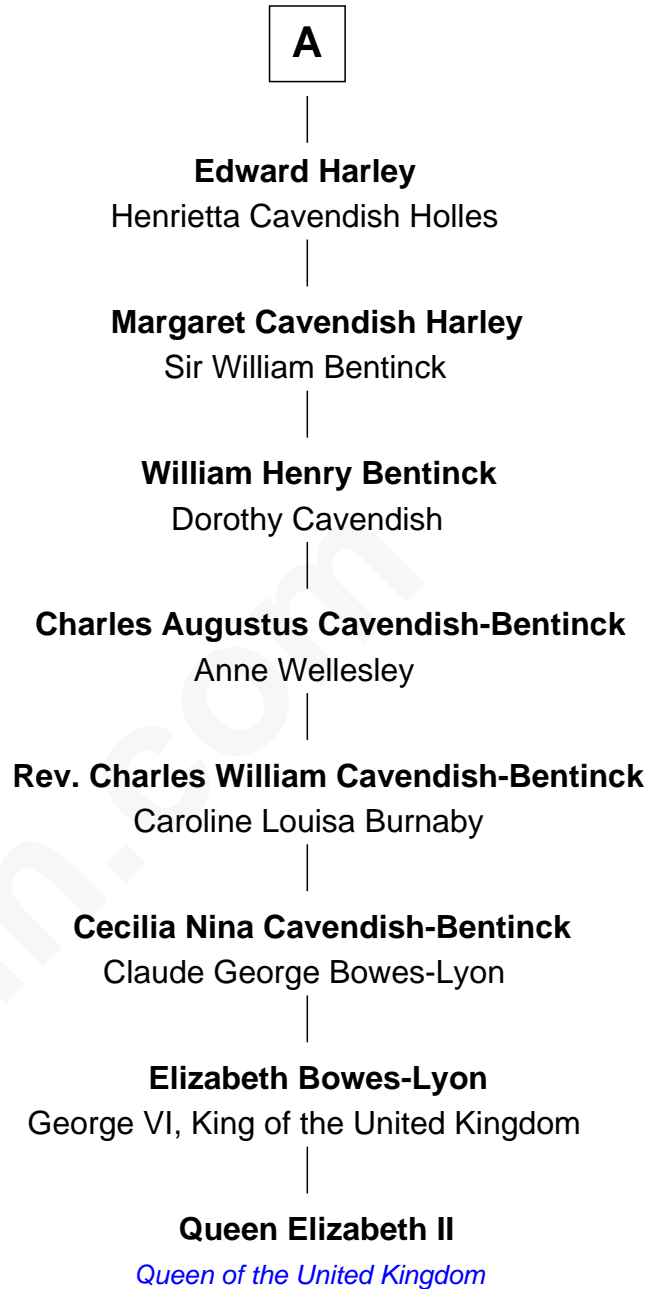 A
Edward Harley
Henrietta Cavendish Holles
Margaret Cavendish Harley
Sir William Bentinck
William Henry Bentinck
Dorothy Cavendish
Charles Augustus Cavendish-Bentinck
Anne Wellesley
Rev. Charles William Cavendish-Bentinck
Caroline Louisa Burnaby
Cecilia Nina Cavendish-Bentinck
Claude George Bowes-Lyon
Elizabeth Bowes-Lyon
George VI, King of the United Kingdom
Queen Elizabeth II
Queen of the United Kingdom